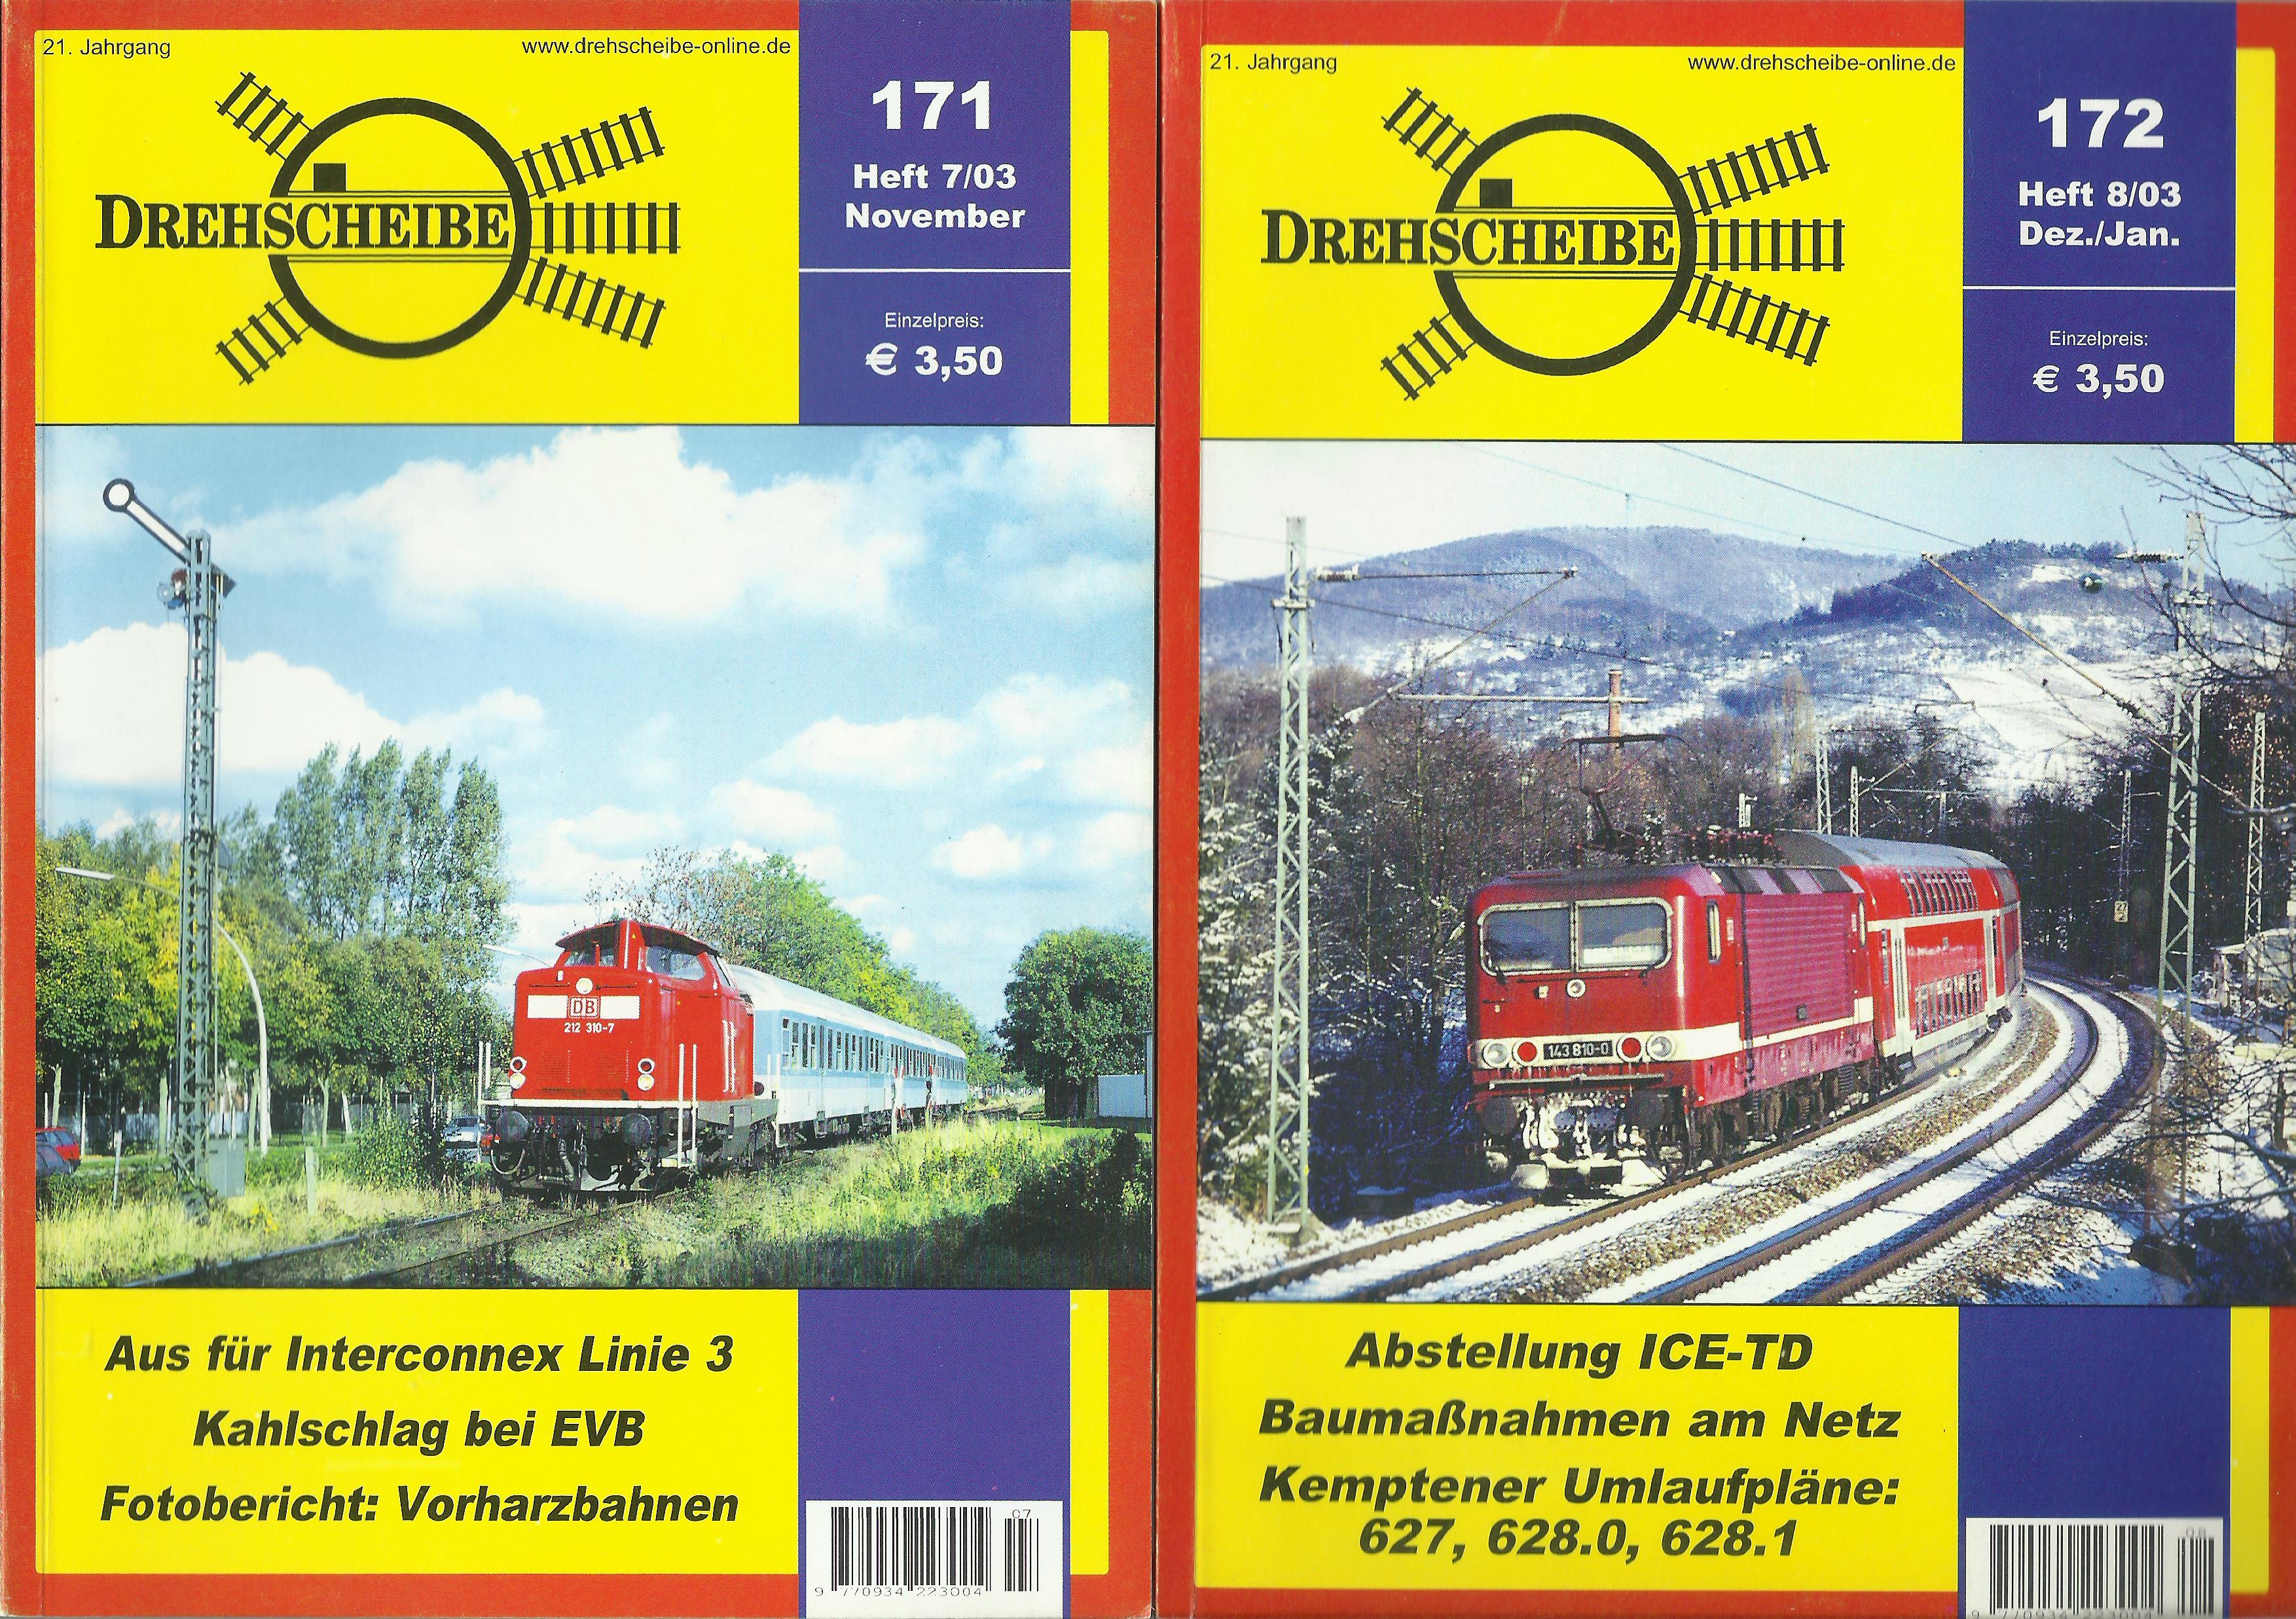 21. Jahrgang
www.drehscheibe-online.de
DREHSCHEIBE
171
Heft 7/03
November
Einzelpreis:
€ 3,50
DB
212 310-7
Aus für Interconnex Linie 3
Kahlschlag bei EVB
Fotobericht: Vorharzbahnen
07
9 770934 223004
21. Jahrgang
www.drehscheibe-online.de
DREHSCHEIBE
172
Heft 8/03
Dez./Jan.
Einzelpreis:
€ 3,50
143 810-0
Abstellung ICE-TD
Baumaßnahmen am Netz
Kemptener Umlaufpläne:
627, 628.0, 628.1
08